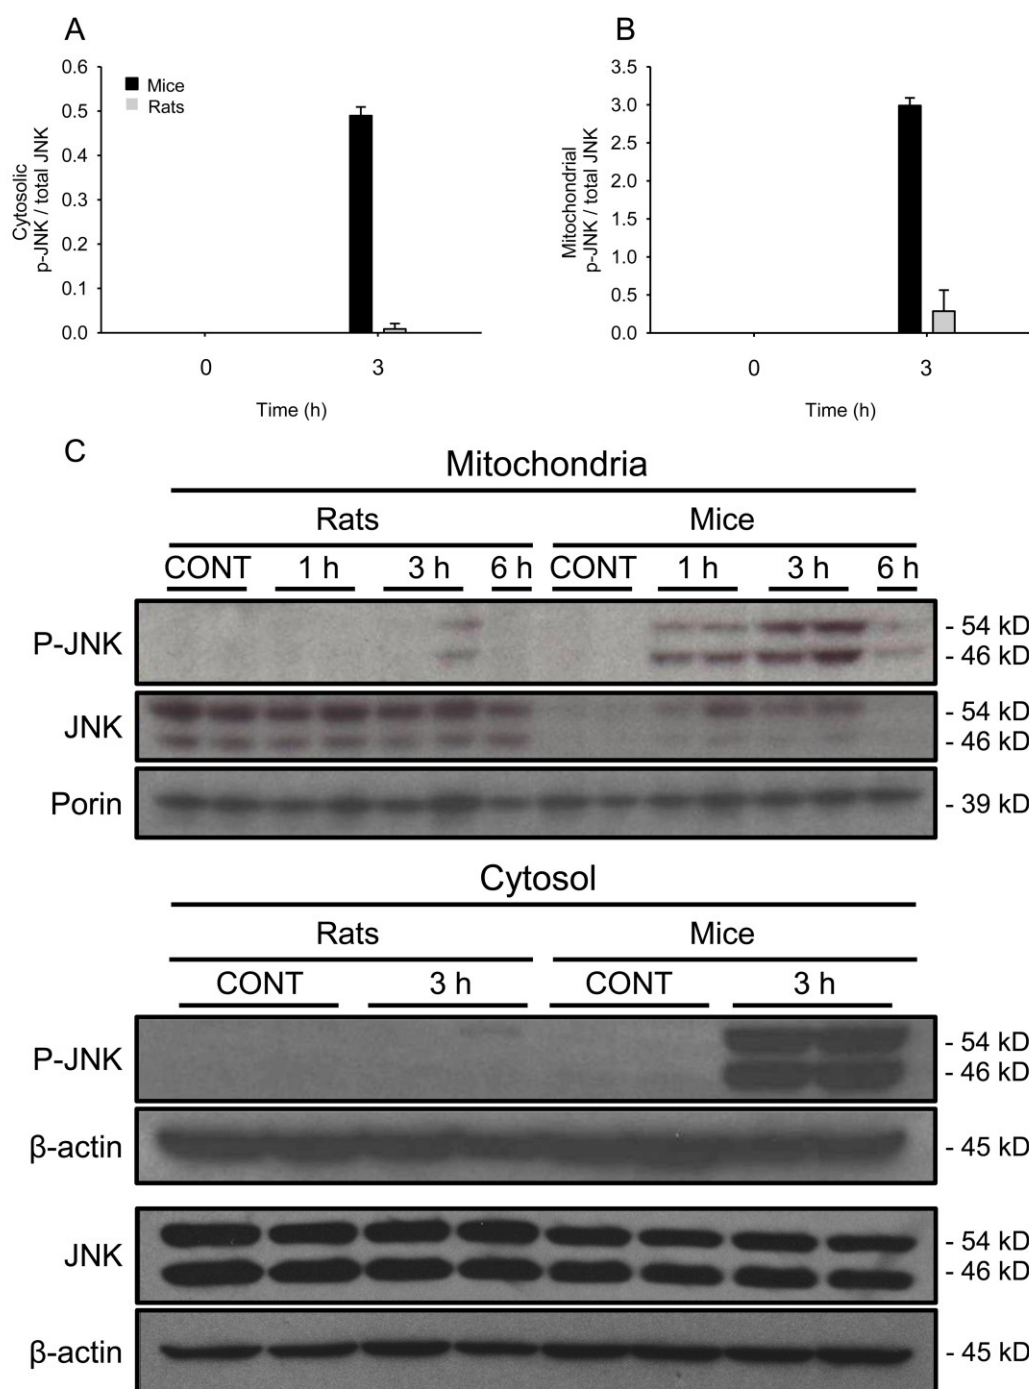 A
Cytosolic
p-JNK / total JNK
0.6
0.5
0.4
0.3
0.2
0.1
0.0
Mice
Rats
0 3
Time (h)
B
Mitochondrial
p-JNK / total JNK
3.5
3.0
2.5
2.0
1.5
1.0
0.5
0.0
0 3
Time (h)
C
Mitochondria
Rats Mice
CONT 1 h 3 h 6 h CONT 1 h 3 h 6 h
P-JNK - 54 kD
- 46 kD
JNK - 54 kD
- 46 kD
Porin - 39 kD
Cytosol
Rats Mice
CONT 3 h CONT 3 h
P-JNK - 54 kD
- 46 kD
β-actin - 45 kD
JNK - 54 kD
- 46 kD
β-actin - 45 kD